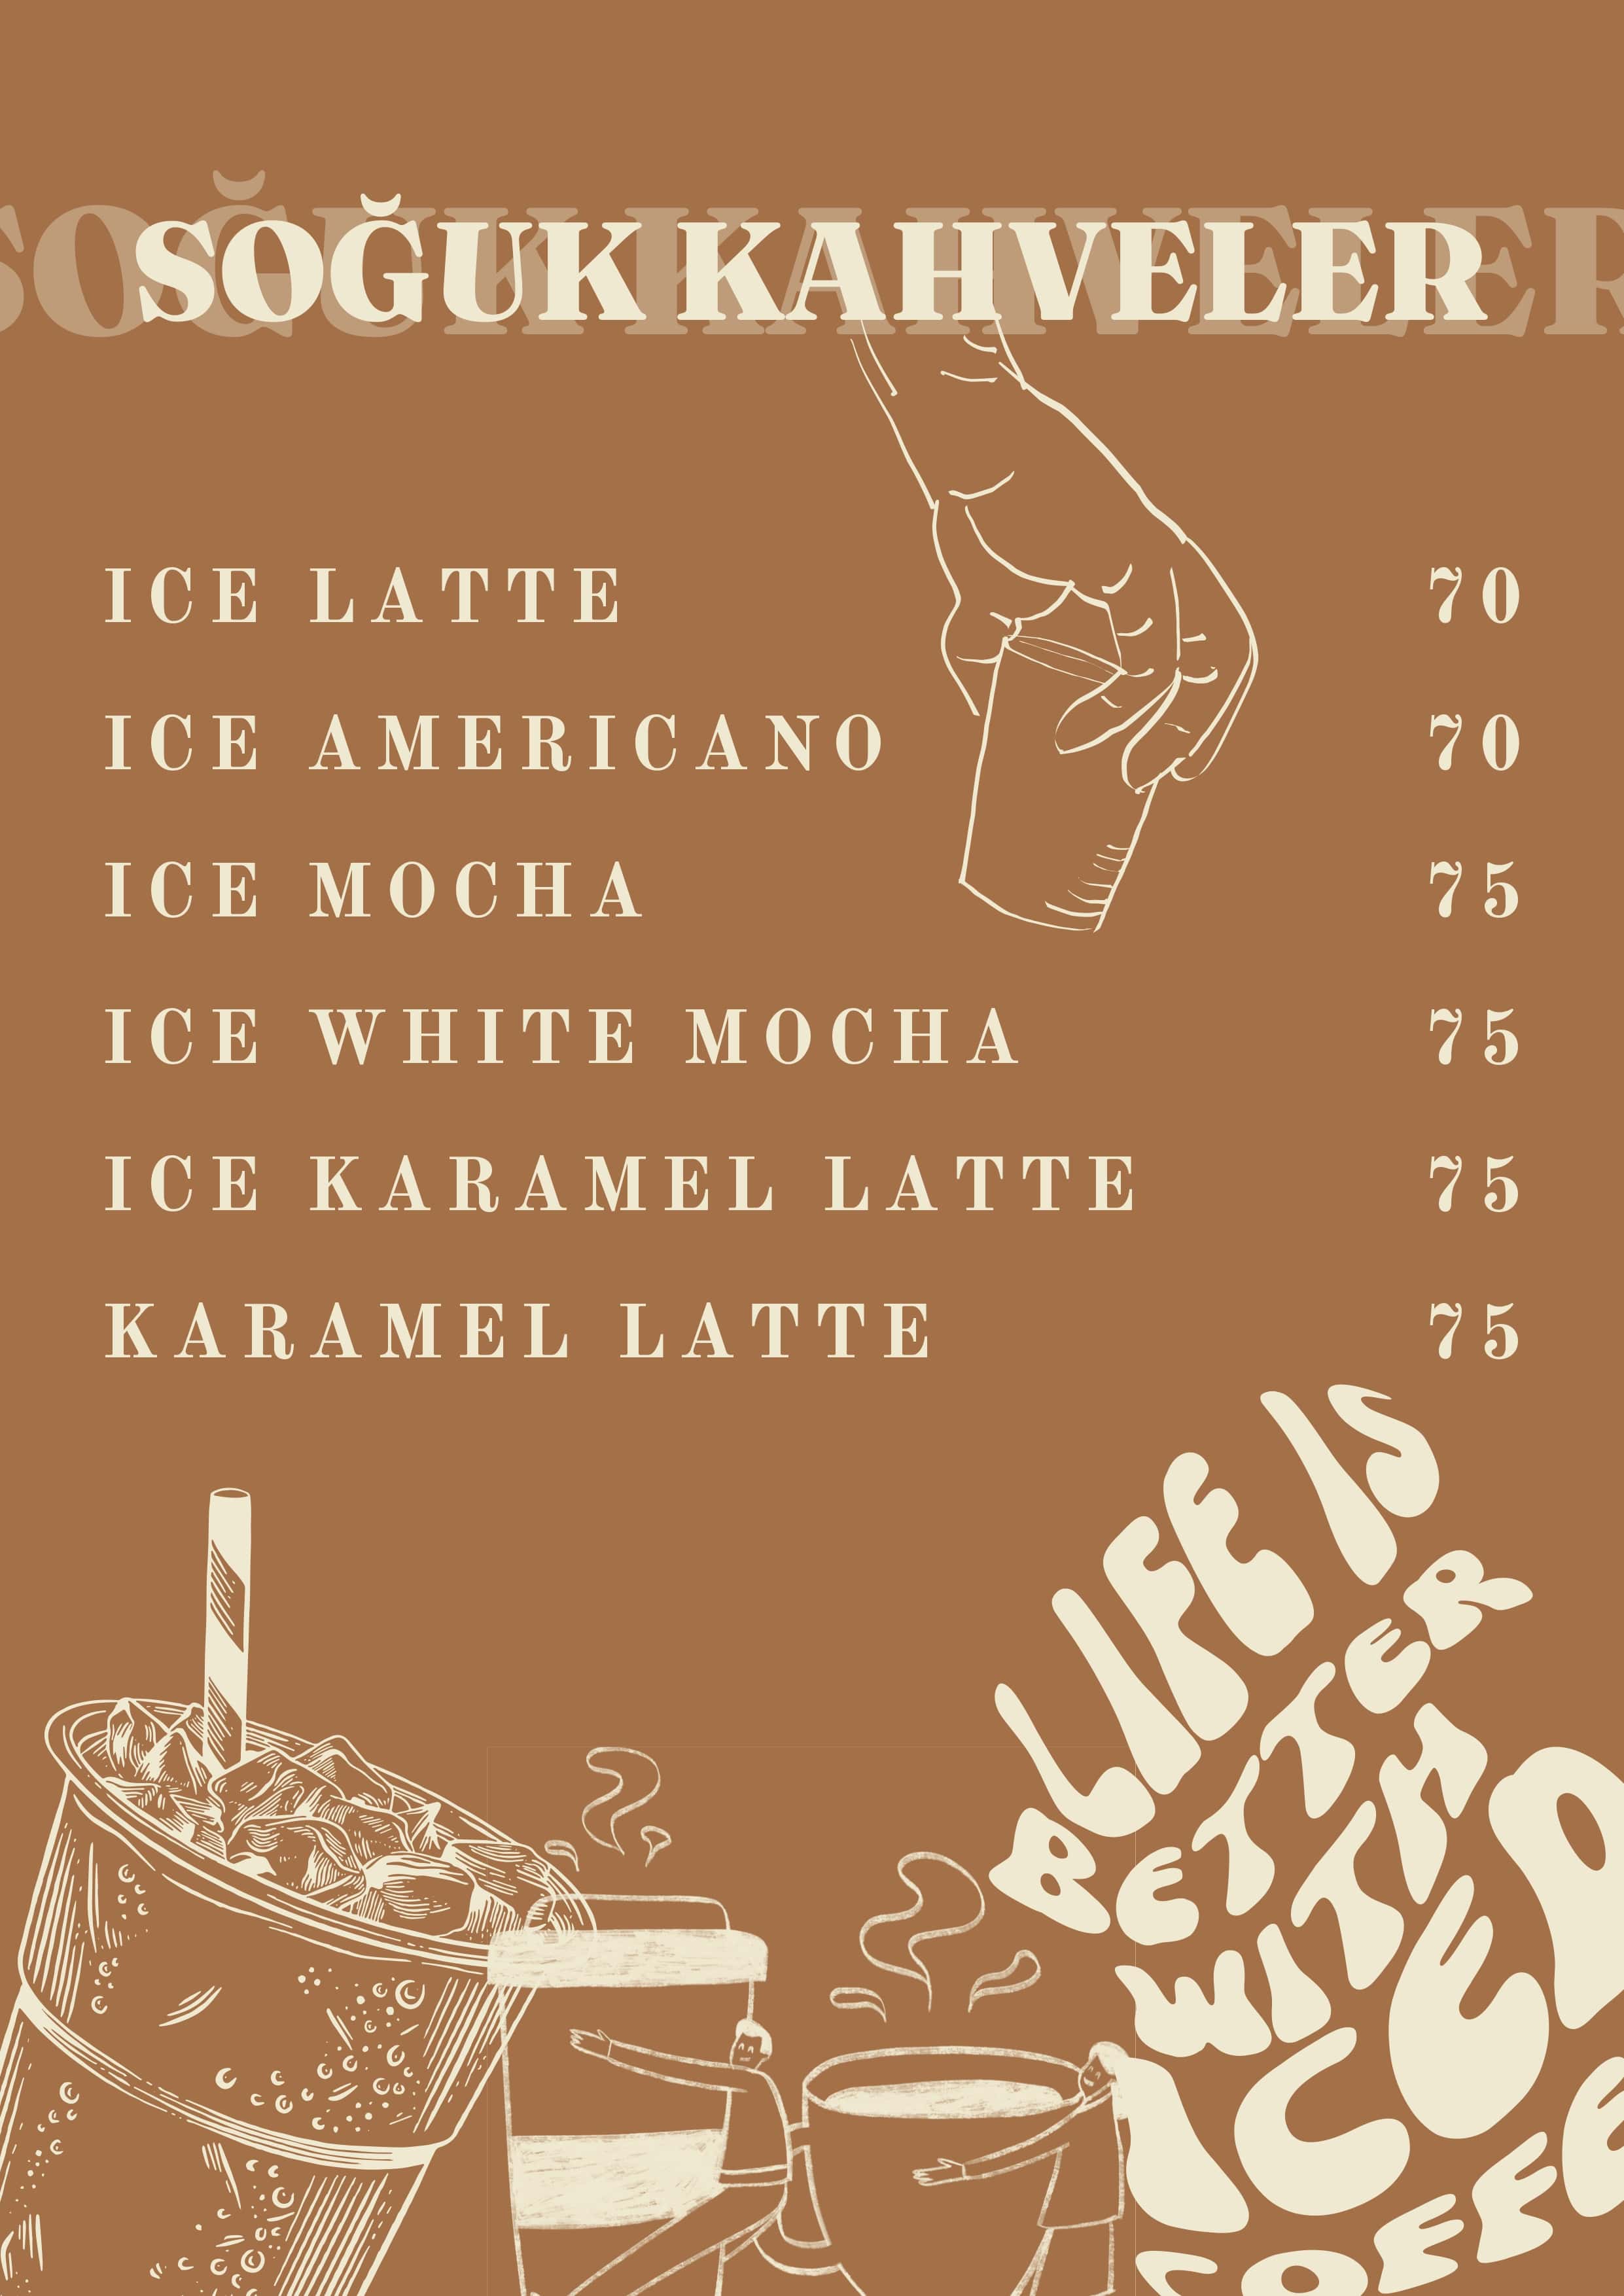 SOĞUK KAHVELER
ICE LATTE 70
ICE AMERICANO 70
ICE MOCHA 75
ICE WHITE MOCHA 75
ICE KARAMEL LATTE 75
KARAMEL LATTE 75
LIFE IS
BETTER
WITH
ICED